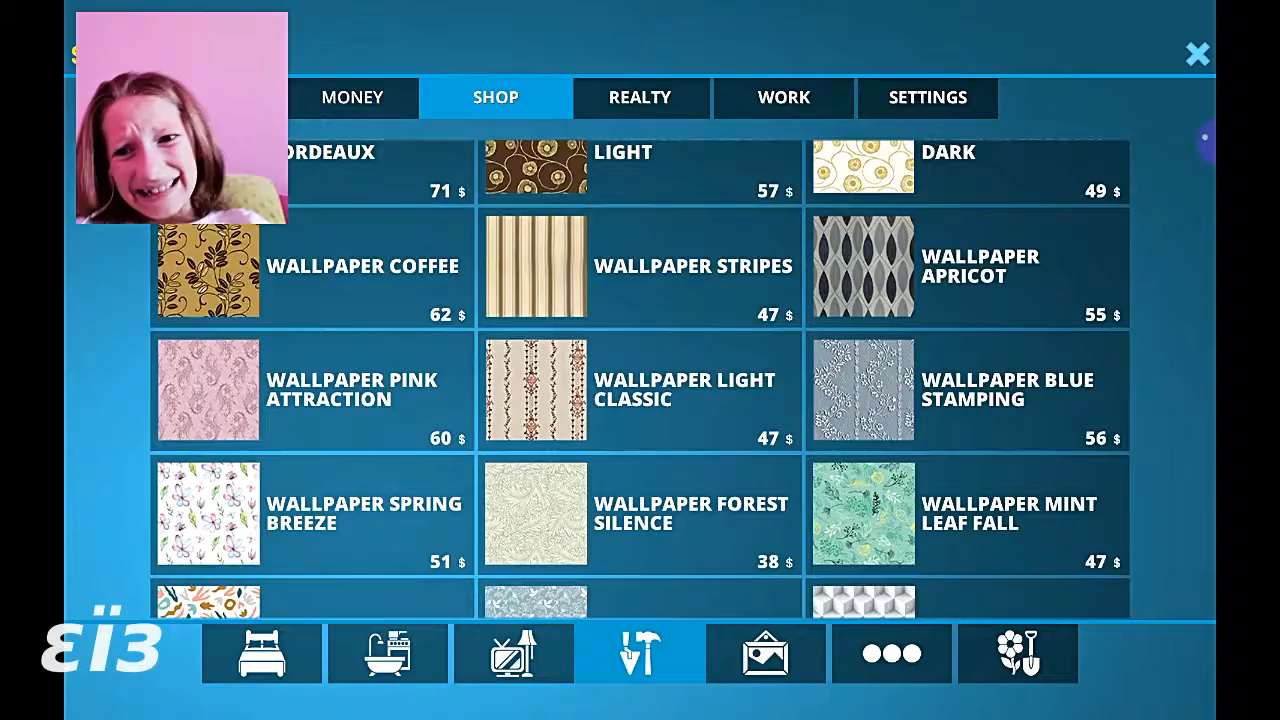 MONEY
SHOP
REALTY
WORK
SETTINGS
ORDEAUX
71 $
LIGHT
57 $
DARK
49 $
WALLPAPER COFFEE
62 $
WALLPAPER STRIPES
47 $
WALLPAPER
APRICOT
55 $
WALLPAPER PINK
ATTRACTION
60 $
WALLPAPER LIGHT
CLASSIC
47 $
WALLPAPER BLUE
STAMPING
56 $
WALLPAPER SPRING
BREEZE
51 $
WALLPAPER FOREST
SILENCE
38 $
WALLPAPER MINT
LEAF FALL
47 $
εϊ3